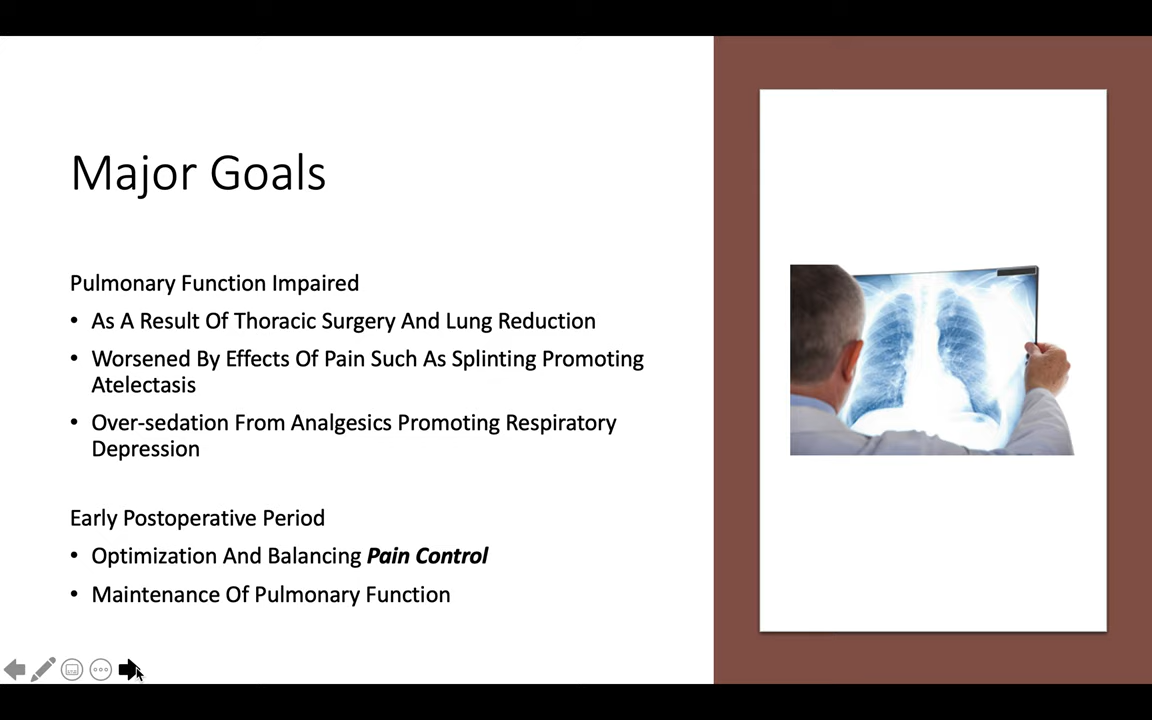 Major Goals
Pulmonary Function Impaired
• As A Result Of Thoracic Surgery And Lung Reduction
• Worsened By Effects Of Pain Such As Splinting Promoting
Atelectasis
• Over-sedation From Analgesics Promoting Respiratory
Depression
Early Postoperative Period
• Optimization And Balancing Pain Control
• Maintenance Of Pulmonary Function